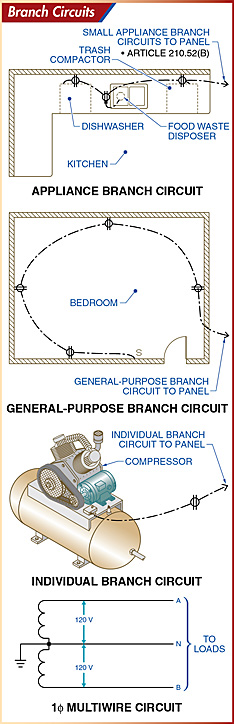 Branch Circuits
SMALL APPLIANCE BRANCH
CIRCUITS TO PANEL
• ARTICLE 210.52(B)
TRASH
COMPACTOR
DISHWASHER
FOOD WASTE
DISPOSER
KITCHEN
APPLIANCE BRANCH CIRCUIT
BEDROOM
S
GENERAL-PURPOSE BRANCH
CIRCUIT TO PANEL
GENERAL-PURPOSE BRANCH CIRCUIT
INDIVIDUAL BRANCH
CIRCUIT TO PANEL
COMPRESSOR
INDIVIDUAL BRANCH CIRCUIT
A
120 V
N
TO
LOADS
120 V
B
1ϕ MULTIWIRE CIRCUIT